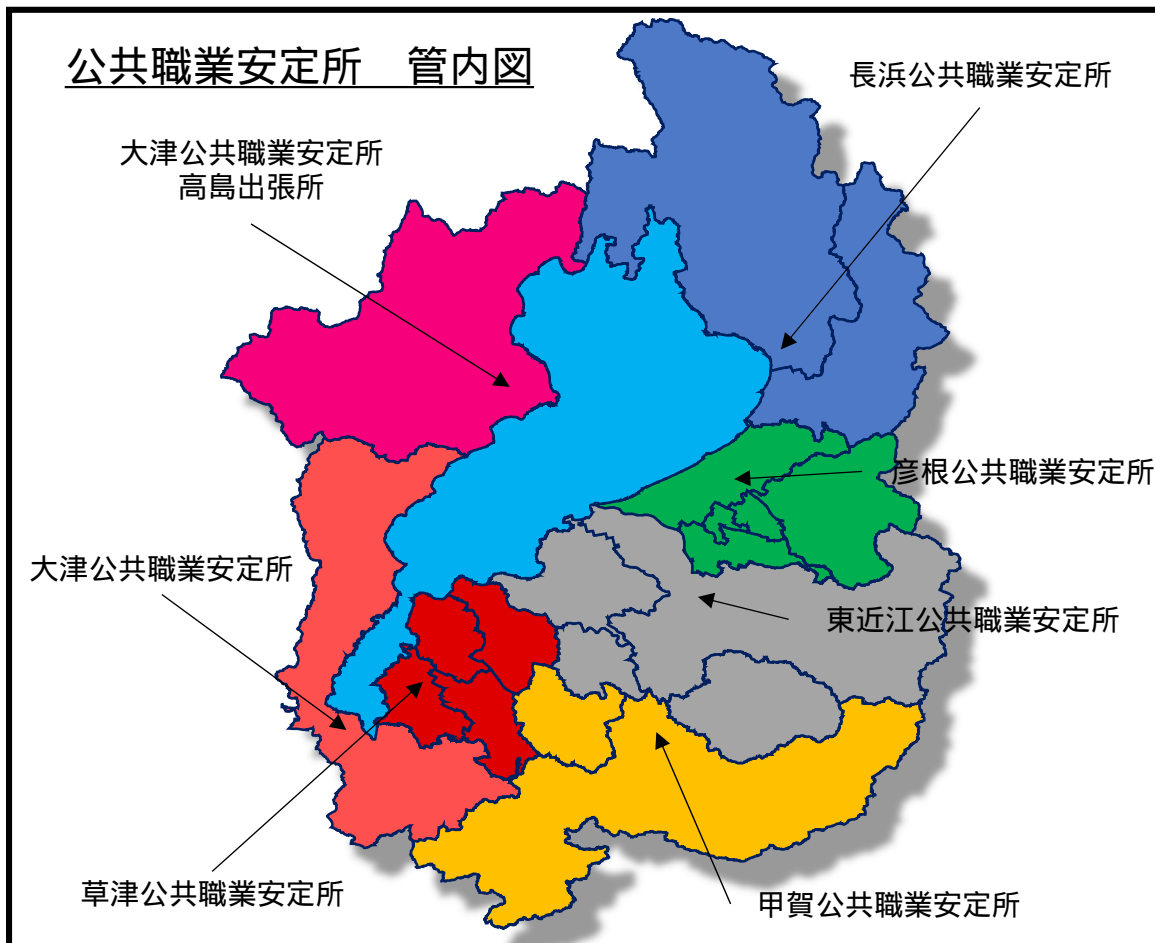 公共職業安定所　管内図
長浜公共職業安定所
大津公共職業安定所
高島出張所
彦根公共職業安定所
大津公共職業安定所
東近江公共職業安定所
草津公共職業安定所
甲賀公共職業安定所